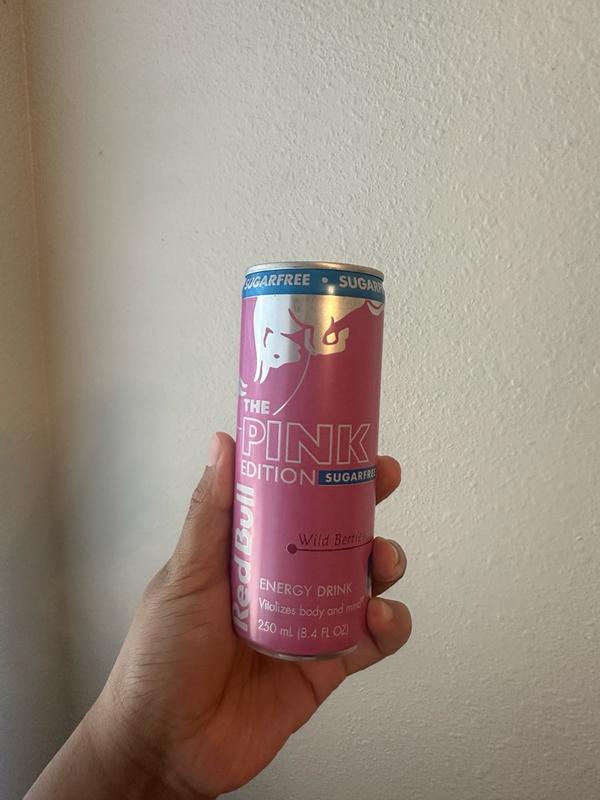 SUGARFREE • SUGARFREE
THE
PINK
EDITION SUGARFREE
Red Bull
Wild Berries
ENERGY DRINK
Vitalizes body and mind®
250 mL (8.4 FL OZ)